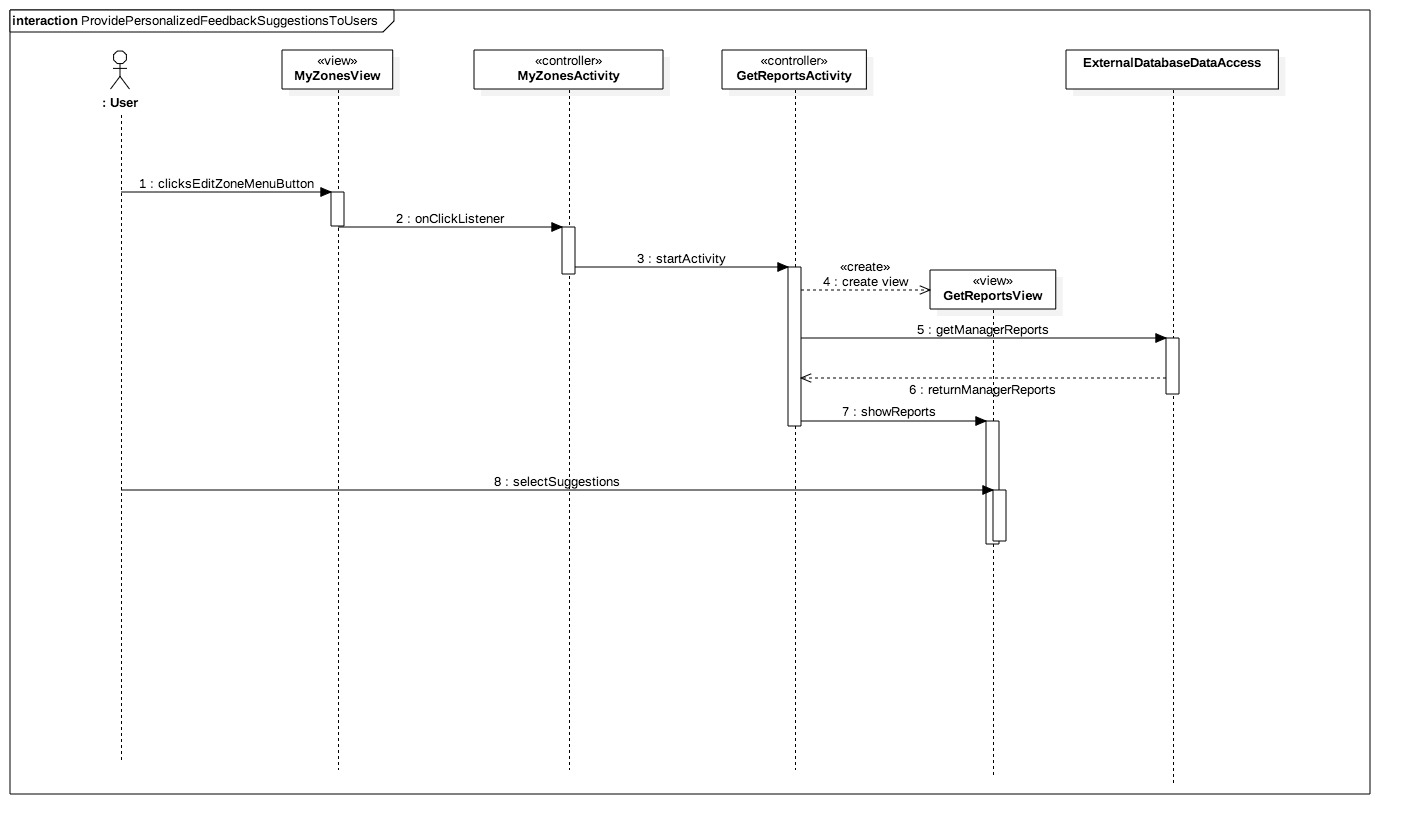 interaction ProvidePersonalizedFeedbackSuggestionsToUsers
: User
«view»
MyZonesView
«controller»
MyZonesActivity
«controller»
GetReportsActivity
ExternalDatabaseDataAccess
1 : clicksEditZoneMenuButton
2 : onClickListener
3 : startActivity
«create»
4 : create view
«view»
GetReportsView
5 : getManagerReports
6 : returnManagerReports
7 : showReports
8 : selectSuggestions